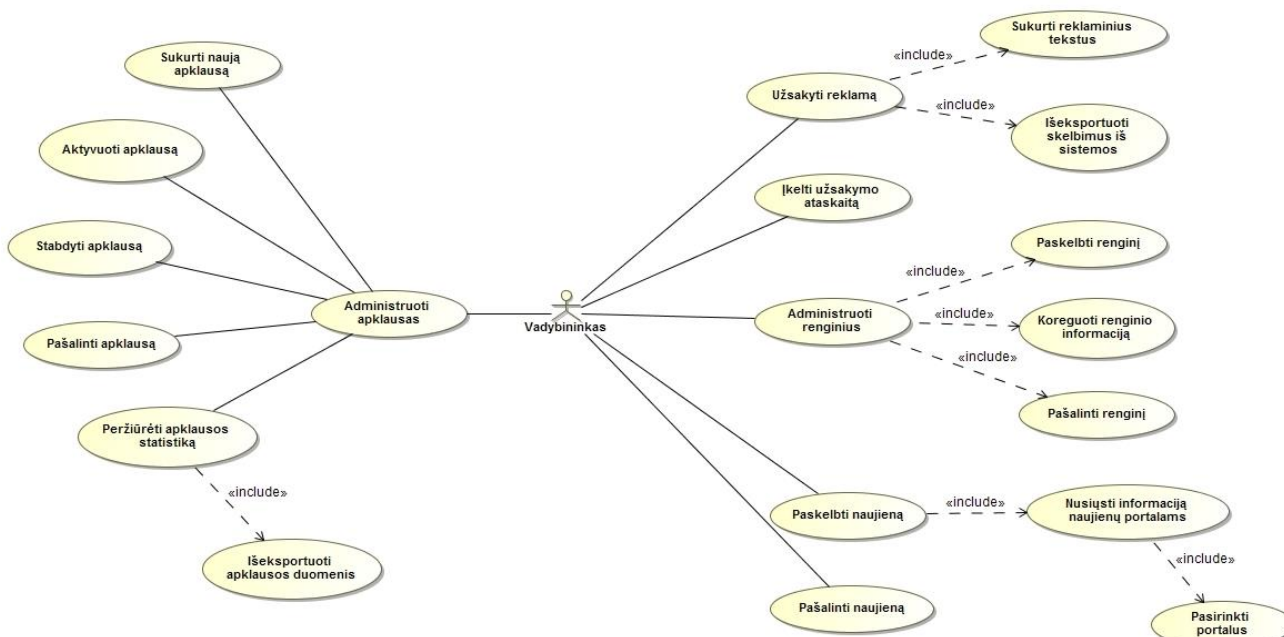 Sukurti naują
apklausą
Aktyvuoti apklausą
Stabdyti apklausą
Pašalinti apklausą
Peržiūrėti apklausos
statistiką
«include»
Išeksportuoti
apklausos duomenis
Administruoti
apklausas
Vadybininkas
Užsakyti reklamą
«include»
Sukurti reklaminius
tekstus
«include»
Išeksportuoti
skelbimus iš
sistemos
Įkelti užsakymo
ataskaitą
Administruoti
renginius
«include»
Paskelbti renginį
«include»
Koreguoti renginio
informaciją
«include»
Pašalinti renginį
Paskelbti naujieną
«include»
Nusiųsti informaciją
naujienų portalams
«include»
Pasirinkti
portalus
Pašalinti naujieną